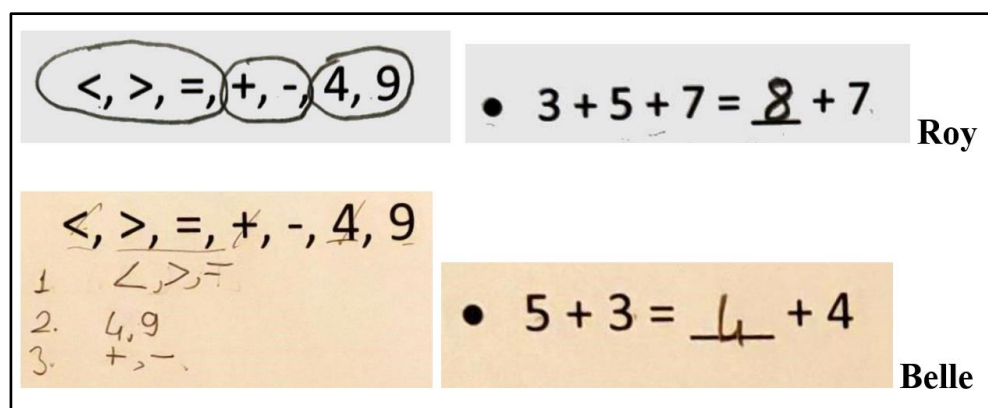 <, >, =, +, -, 4, 9
• 3 + 5 + 7 = 8 + 7
Roy
<, >, =, +, -, 4, 9
1 <, >, =
2. 4, 9
3. +, -.
• 5 + 3 = 4 + 4
Belle